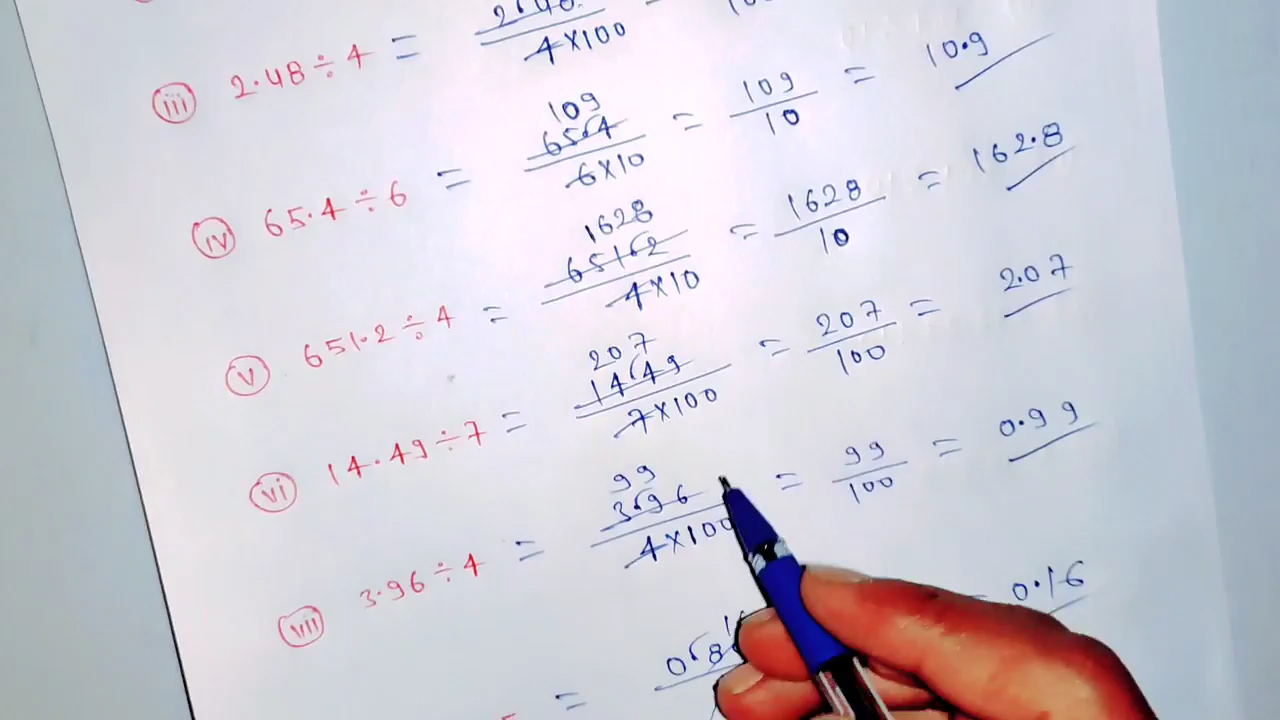 iii 2.48 ÷ 4 = 248 / 4×100
iv 65.4 ÷ 6 = 109 654 / 6×10 = 109 / 10 = 10.9
v 651.2 ÷ 4 = 1628 6512 / 4×10 = 1628 / 10 = 162.8
vi 14.49 ÷ 7 = 207 1449 / 7×100 = 207 / 100 = 2.07
vii 3.96 ÷ 4 = 99 396 / 4×100 = 99 / 100 = 0.99
= = 0.16